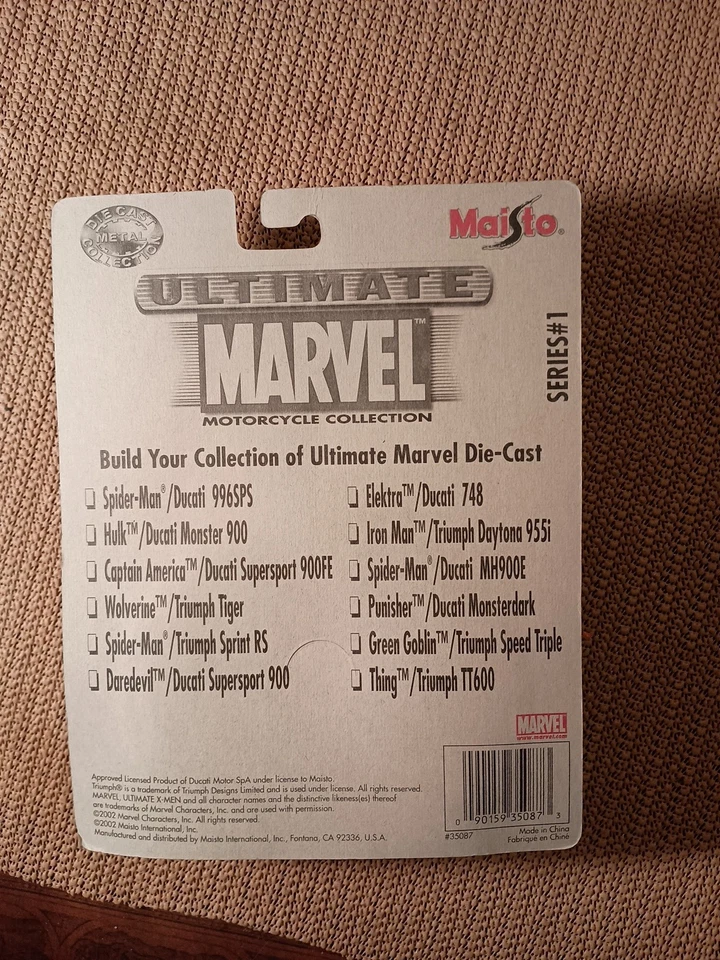 DIE CAST
METAL
COLLECTION
Maisto®
ULTIMATE
MARVEL™
MOTORCYCLE COLLECTION
SERIES#1
Build Your Collection of Ultimate Marvel Die-Cast
Spider-Man®/Ducati 996SPS
Hulk™/Ducati Monster 900
Captain America™/Ducati Supersport 900FE
Wolverine™/Triumph Tiger
Spider-Man®/Triumph Sprint RS
Daredevil™/Ducati Supersport 900
Elektra™/Ducati 748
Iron Man™/Triumph Daytona 955i
Spider-Man®/Ducati MH900E
Punisher™/Ducati Monsterdark
Green Goblin™/Triumph Speed Triple
Thing™/Triumph TT600
MARVEL
www.marvel.com
Approved Licensed Product of Ducati Motor SpA under license to Maisto.
Triumph® is a trademark of Triumph Designs Limited and is used under license. All rights reserved.
MARVEL, ULTIMATE X-MEN and all character names and the distinctive likeness(es) thereof
are trademarks of Marvel Characters, Inc. and are used with permission.
©2002 Marvel Characters, Inc. All rights reserved.
©2002 Maisto International, Inc.
Manufactured and distributed by Maisto International, Inc., Fontana, CA 92336, U.S.A.
0 90159 35087 3
#35087
Made in China
Fabriqué en Chine